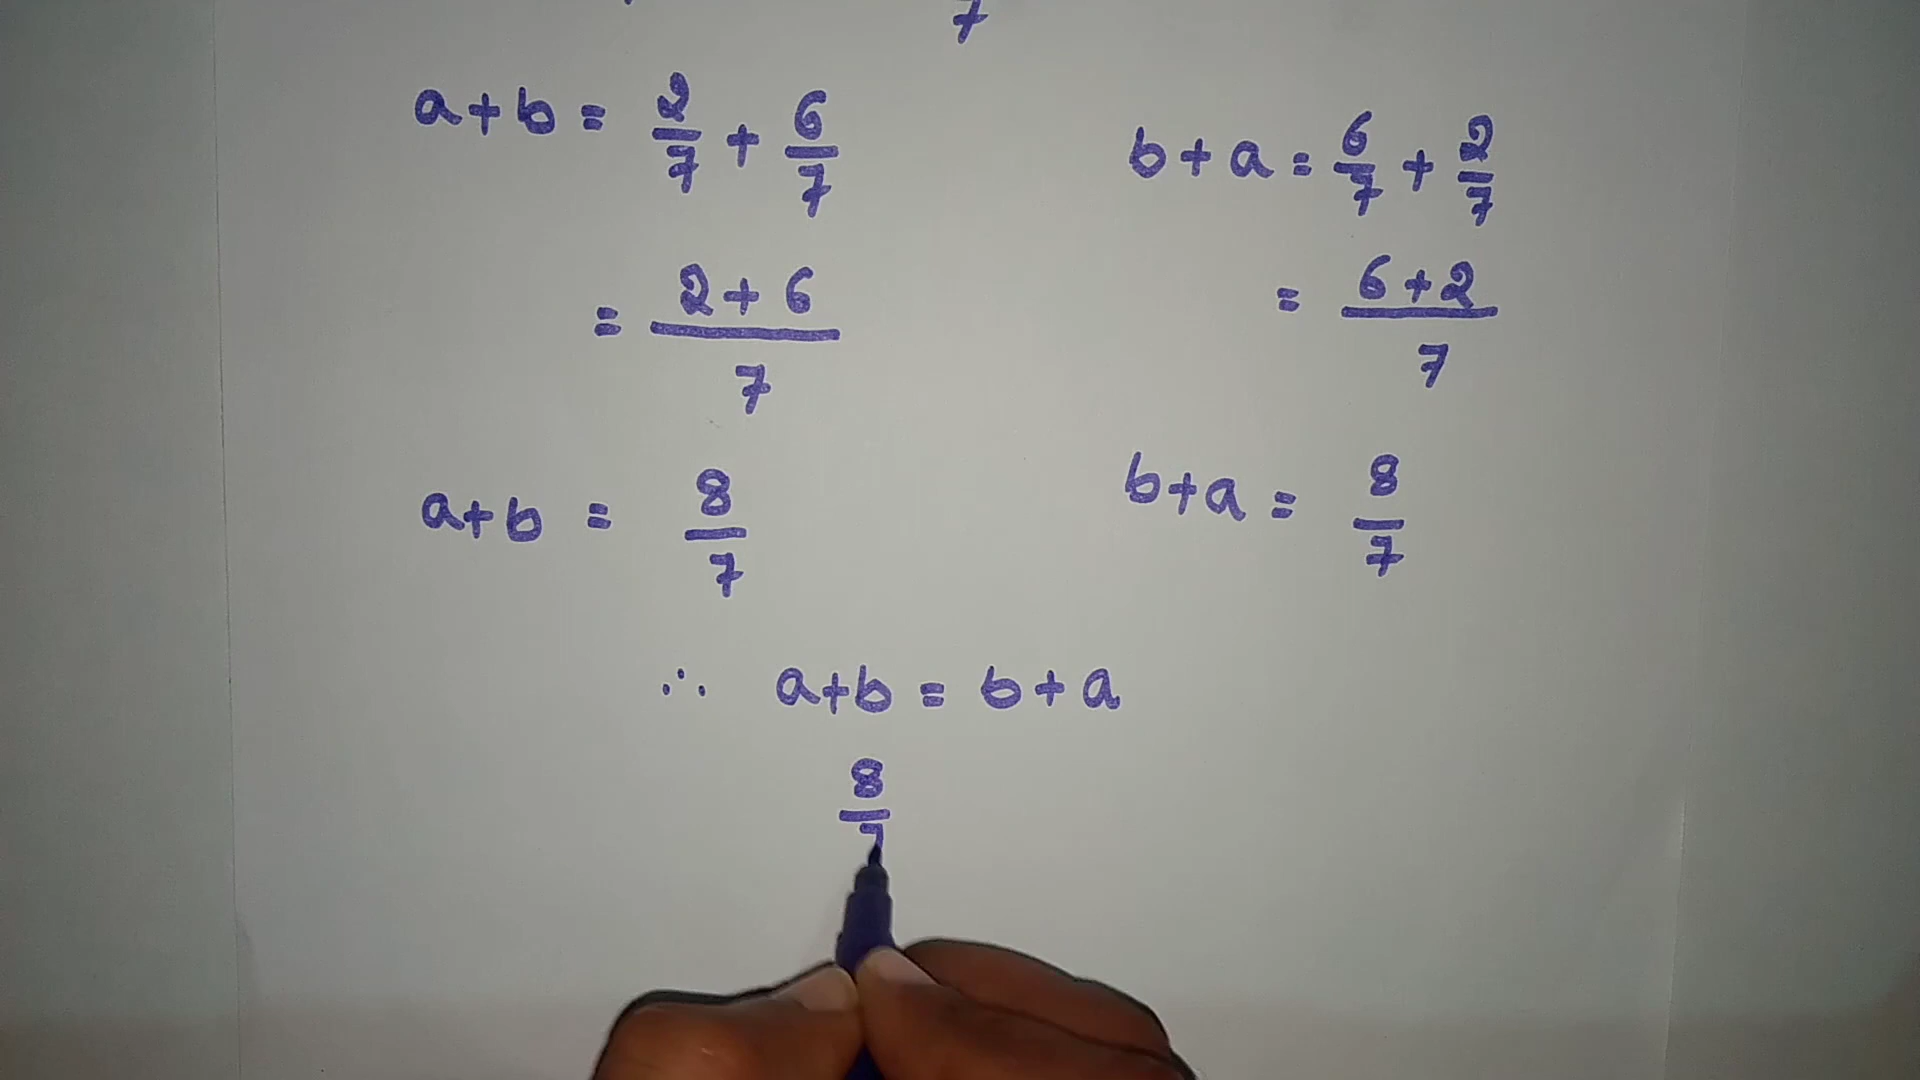 7
a+b = 2/7 + 6/7
= 2+6/7
a+b = 8/7
b+a = 6/7 + 2/7
= 6+2/7
b+a = 8/7
∴ a+b = b+a
8/7